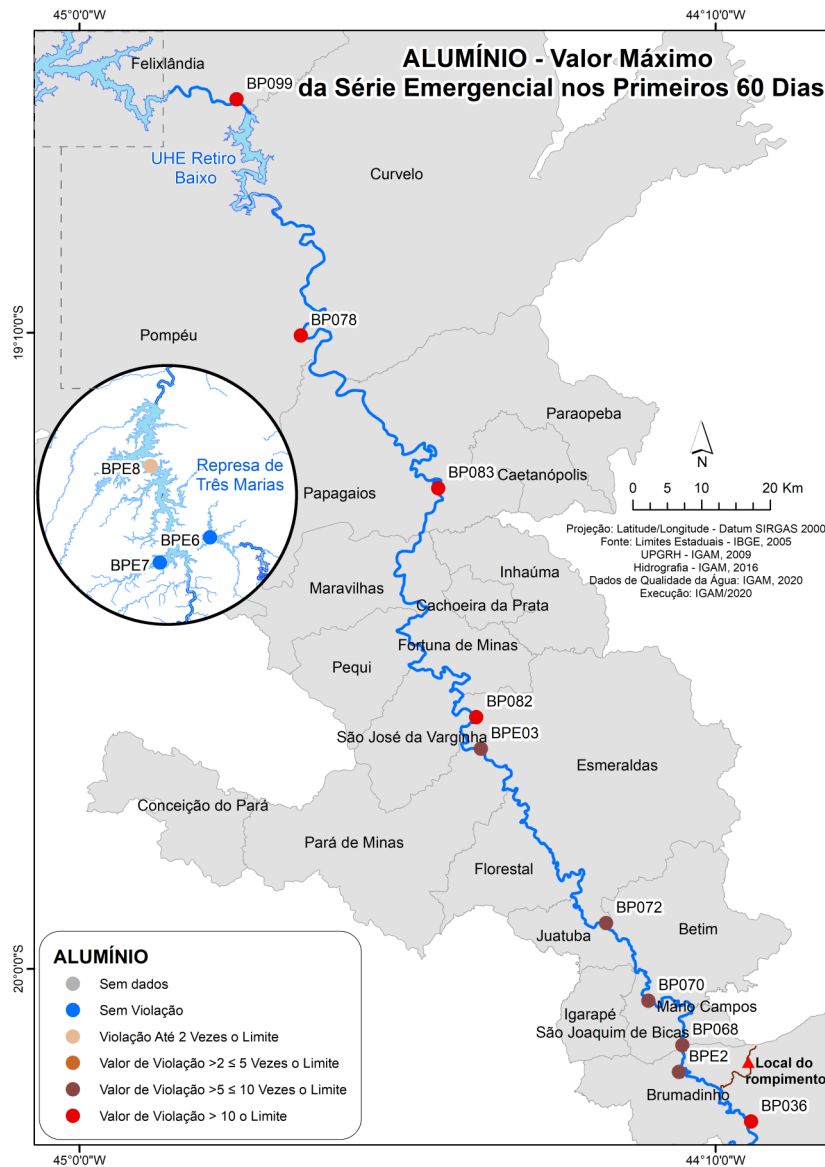 45°0'0"W
44°10'0"W
ALUMÍNIO - Valor Máximo
da Série Emergencial nos Primeiros 60 Dias
Felixlândia
BP099
UHE Retiro
Baixo
Curvelo
19°10'0"S
BP078
Pompéu
Paraopeba
BPE8
Represa de
Três Marias
BP083
Caetanópolis
N
Papagaios
0 5 10 20 Km
BPE6
BPE7
Projeção: Latitude/Longitude - Datum SIRGAS 2000
Fonte: Limites Estaduais - IBGE, 2005
UPGRH - IGAM, 2009
Hidrografia - IGAM, 2016
Dados de Qualidade da Água: IGAM, 2020
Execução: IGAM/2020
Inhaúma
Maravilhas
Cachoeira da Prata
Fortuna de Minas
Pequi
BP082
São José da Varginha
BPE03
Esmeraldas
Conceição do Pará
Pará de Minas
Florestal
BP072
Juatuba
Betim
20°0'0"S
BP070
Mário Campos
Igarapé
São Joaquim de Bicas
BP068
BPE2
Local do
rompimento
Brumadinho
BP036
ALUMÍNIO
Sem dados
Sem Violação
Violação Até 2 Vezes o Limite
Valor de Violação >2 ≤ 5 Vezes o Limite
Valor de Violação >5 ≤ 10 Vezes o Limite
Valor de Violação > 10 o Limite
45°0'0"W
44°10'0"W